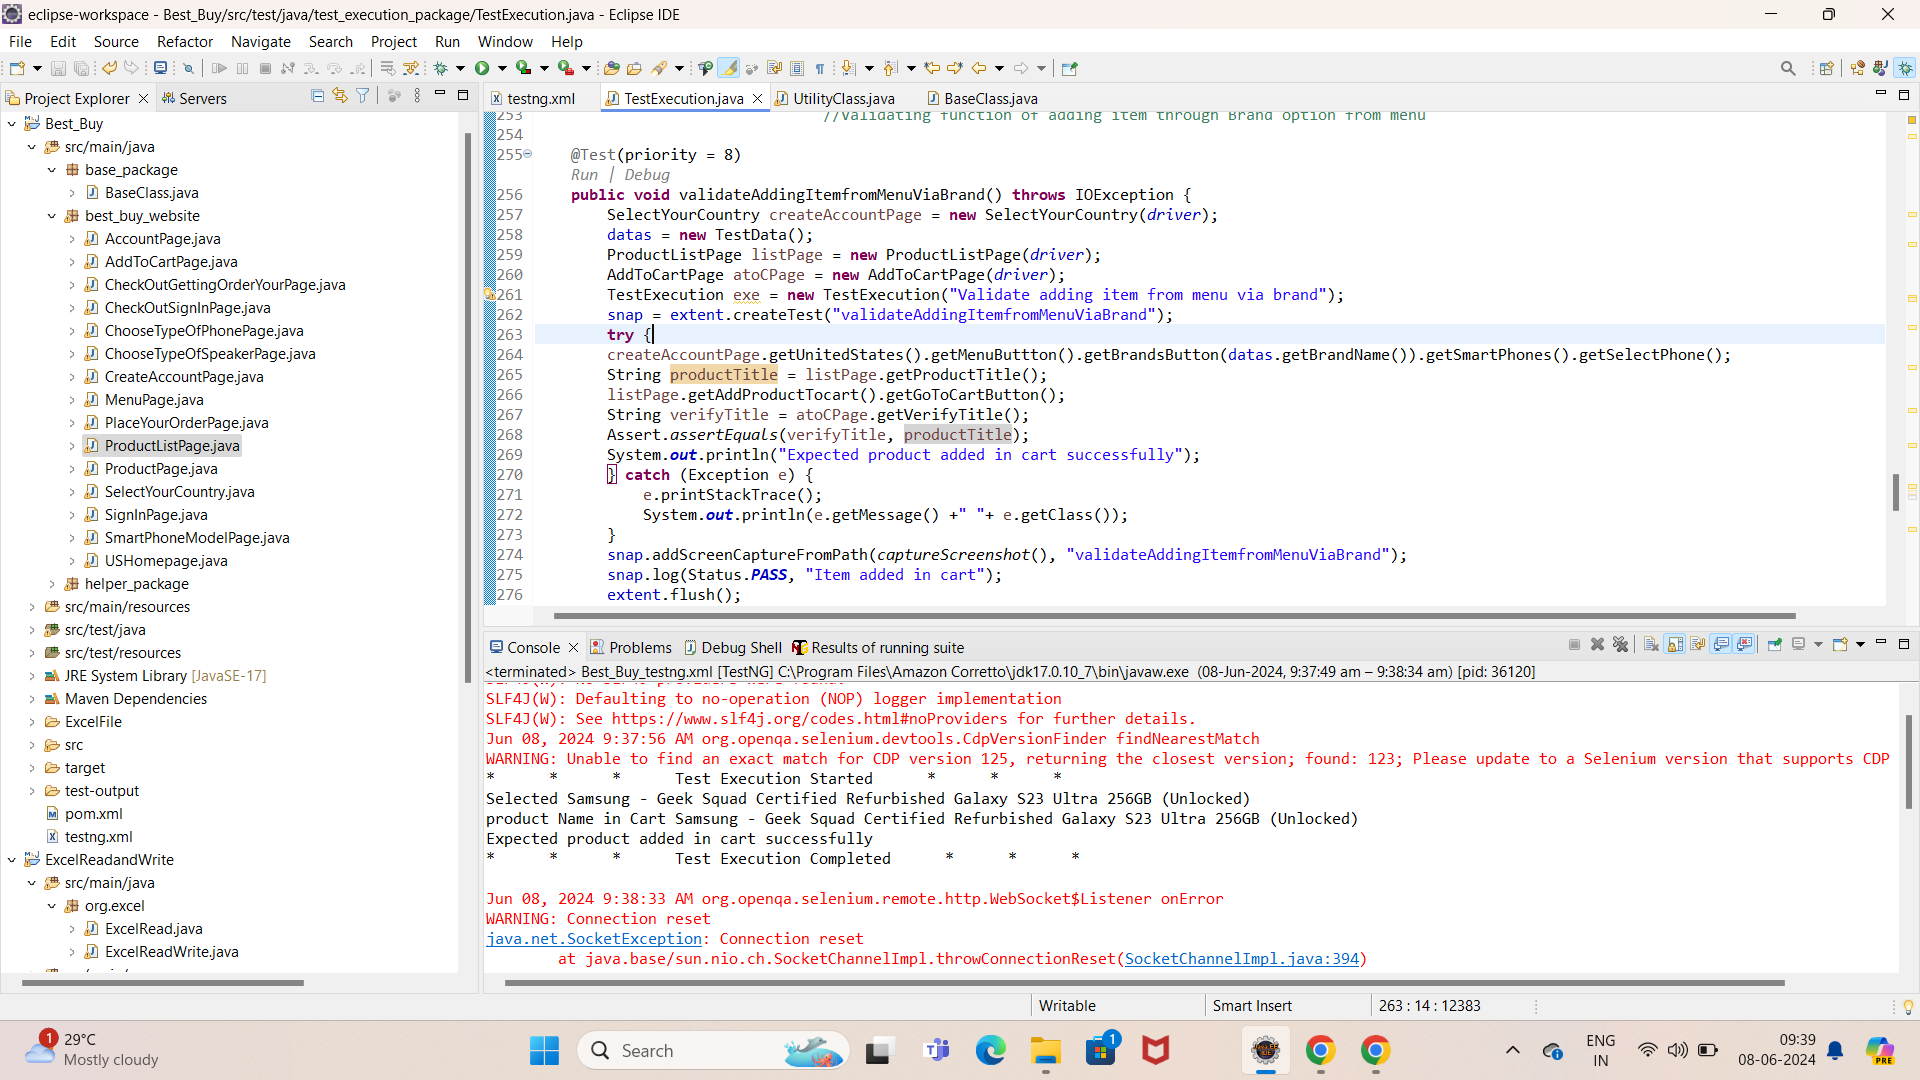 eclipse-workspace - Best_Buy/src/test/java/test_execution_package/TestExecution.java - Eclipse IDE
File Edit Source Refactor Navigate Search Project Run Window Help
Project Explorer Servers
testng.xml TestExecution.java UtilityClass.java BaseClass.java
Best_Buy
src/main/java
base_package
BaseClass.java
best_buy_website
AccountPage.java
AddToCartPage.java
CheckOutGettingOrderYourPage.java
CheckOutSignInPage.java
ChooseTypeOfPhonePage.java
ChooseTypeOfSpeakerPage.java
CreateAccountPage.java
MenuPage.java
PlaceYourOrderPage.java
ProductListPage.java
ProductPage.java
SelectYourCountry.java
SignInPage.java
SmartPhoneModelPage.java
USHomepage.java
helper_package
src/main/resources
src/test/java
src/test/resources
JRE System Library [JavaSE-17]
Maven Dependencies
ExcelFile
src
target
test-output
pom.xml
testng.xml
ExcelReadandWrite
src/main/java
org.excel
ExcelRead.java
ExcelReadWrite.java
253 //Validating function of adding item through Brand option from menu
254
255 @Test(priority = 8)
Run | Debug
256 public void validateAddingItemfromMenuViaBrand() throws IOException {
257 SelectYourCountry createAccountPage = new SelectYourCountry(driver);
258 datas = new TestData();
259 ProductListPage listPage = new ProductListPage(driver);
260 AddToCartPage atoCPage = new AddToCartPage(driver);
261 TestExecution exe = new TestExecution("Validate adding item from menu via brand");
262 snap = extent.createTest("validateAddingItemfromMenuViaBrand");
263 try {
264 createAccountPage.getUnitedStates().getMenuButtton().getBrandsButton(datas.getBrandName()).getSmartPhones().getSelectPhone();
265 String productTitle = listPage.getProductTitle();
266 listPage.getAddProductTocart().getGoToCartButton();
267 String verifyTitle = atoCPage.getVerifyTitle();
268 Assert.assertEquals(verifyTitle, productTitle);
269 System.out.println("Expected product added in cart successfully");
270 } catch (Exception e) {
271 e.printStackTrace();
272 System.out.println(e.getMessage() +" "+ e.getClass());
273 }
274 snap.addScreenCaptureFromPath(captureScreenshot(), "validateAddingItemfromMenuViaBrand");
275 snap.log(Status.PASS, "Item added in cart");
276 extent.flush();
Console Problems Debug Shell Results of running suite
<terminated> Best_Buy_testng.xml [TestNG] C:\Program Files\Amazon Corretto\jdk17.0.10_7\bin\javaw.exe (08-Jun-2024, 9:37:49 am – 9:38:34 am) [pid: 36120]
SLF4J(W): Defaulting to no-operation (NOP) logger implementation
SLF4J(W): See https://www.slf4j.org/codes.html#noProviders for further details.
Jun 08, 2024 9:37:56 AM org.openqa.selenium.devtools.CdpVersionFinder findNearestMatch
WARNING: Unable to find an exact match for CDP version 125, returning the closest version; found: 123; Please update to a Selenium version that supports CDP
* * * Test Execution Started * * *
Selected Samsung - Geek Squad Certified Refurbished Galaxy S23 Ultra 256GB (Unlocked)
product Name in Cart Samsung - Geek Squad Certified Refurbished Galaxy S23 Ultra 256GB (Unlocked)
Expected product added in cart successfully
* * * Test Execution Completed * * *
Jun 08, 2024 9:38:33 AM org.openqa.selenium.remote.http.WebSocket$Listener onError
WARNING: Connection reset
java.net.SocketException: Connection reset
at java.base/sun.nio.ch.SocketChannelImpl.throwConnectionReset(SocketChannelImpl.java:394)
Writable Smart Insert 263 : 14 : 12383
1 29°C
Mostly cloudy
Search
1
ENG
IN
09:39
08-06-2024
PRE